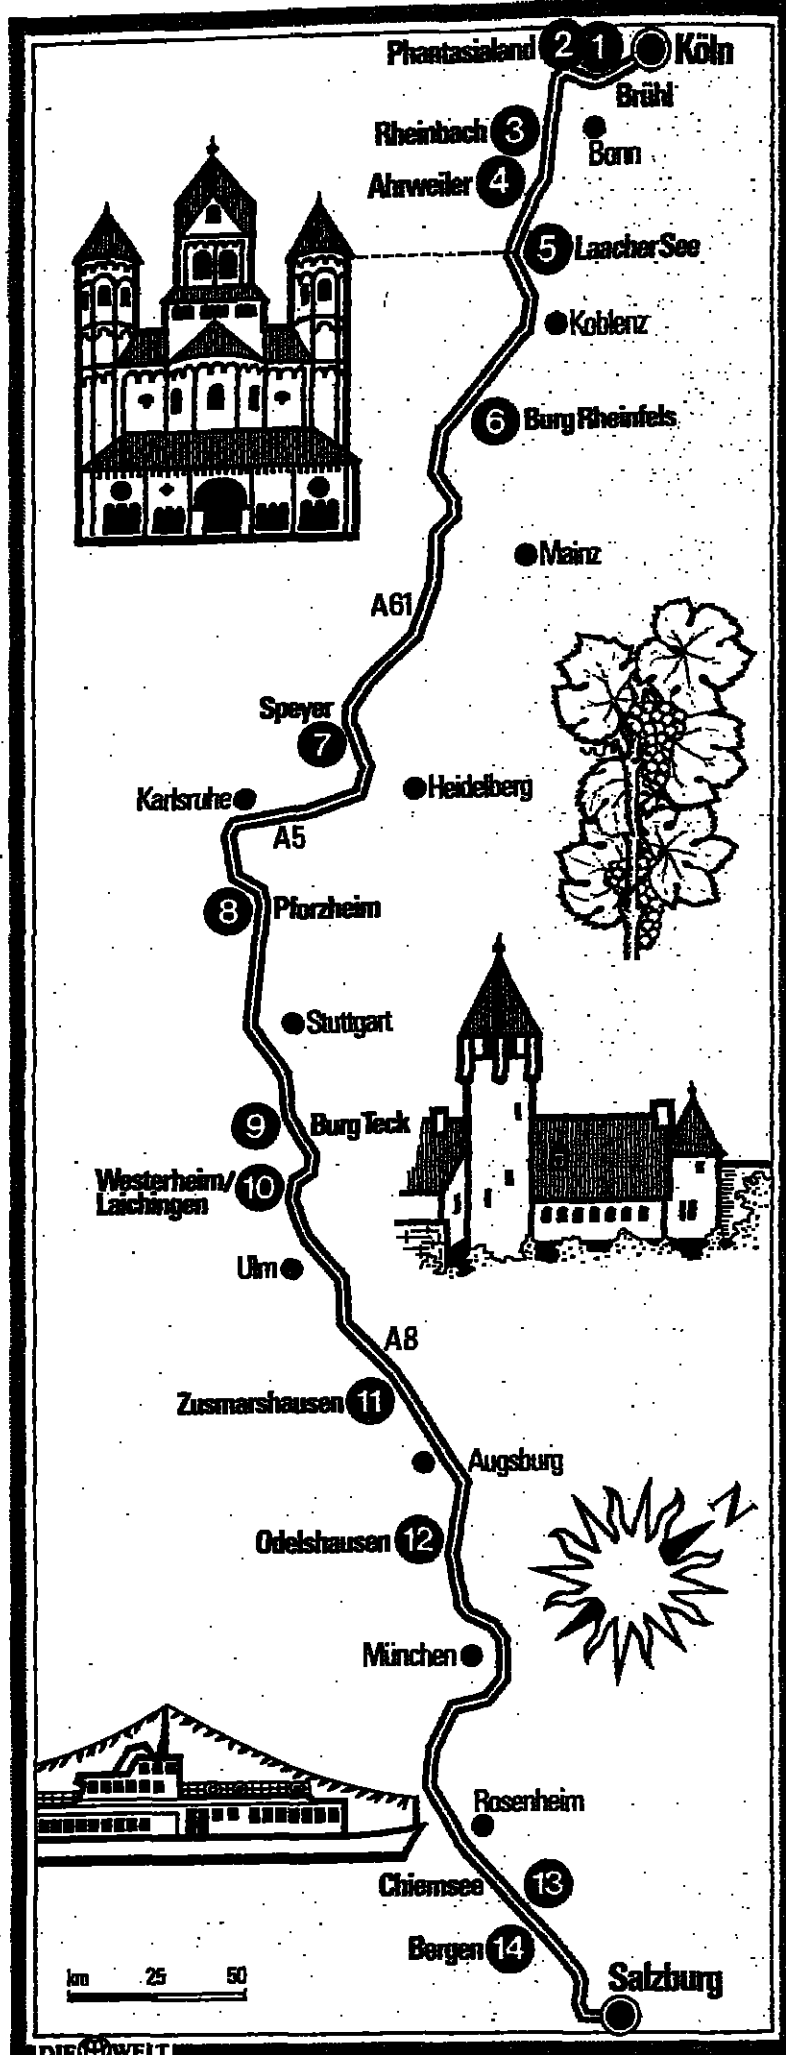 Phantasialand 2 1 Köln
Brühl
Rheinbach 3
Bonn
Ahrweiler 4
5 Laacher See
Koblenz
6 Burg Rheinfels
Mainz
A61
Speyer
7
Karlsruhe
Heidelberg
A5
8 Pforzheim
Stuttgart
9 Burg Teck
Westerheim/
Laichingen 10
Ulm
A8
Zusmarshausen 11
Augsburg
N
Odelshausen 12
München
Rosenheim
Chiemsee 13
Bergen 14
km 25 50
Salzburg
DIE WELT